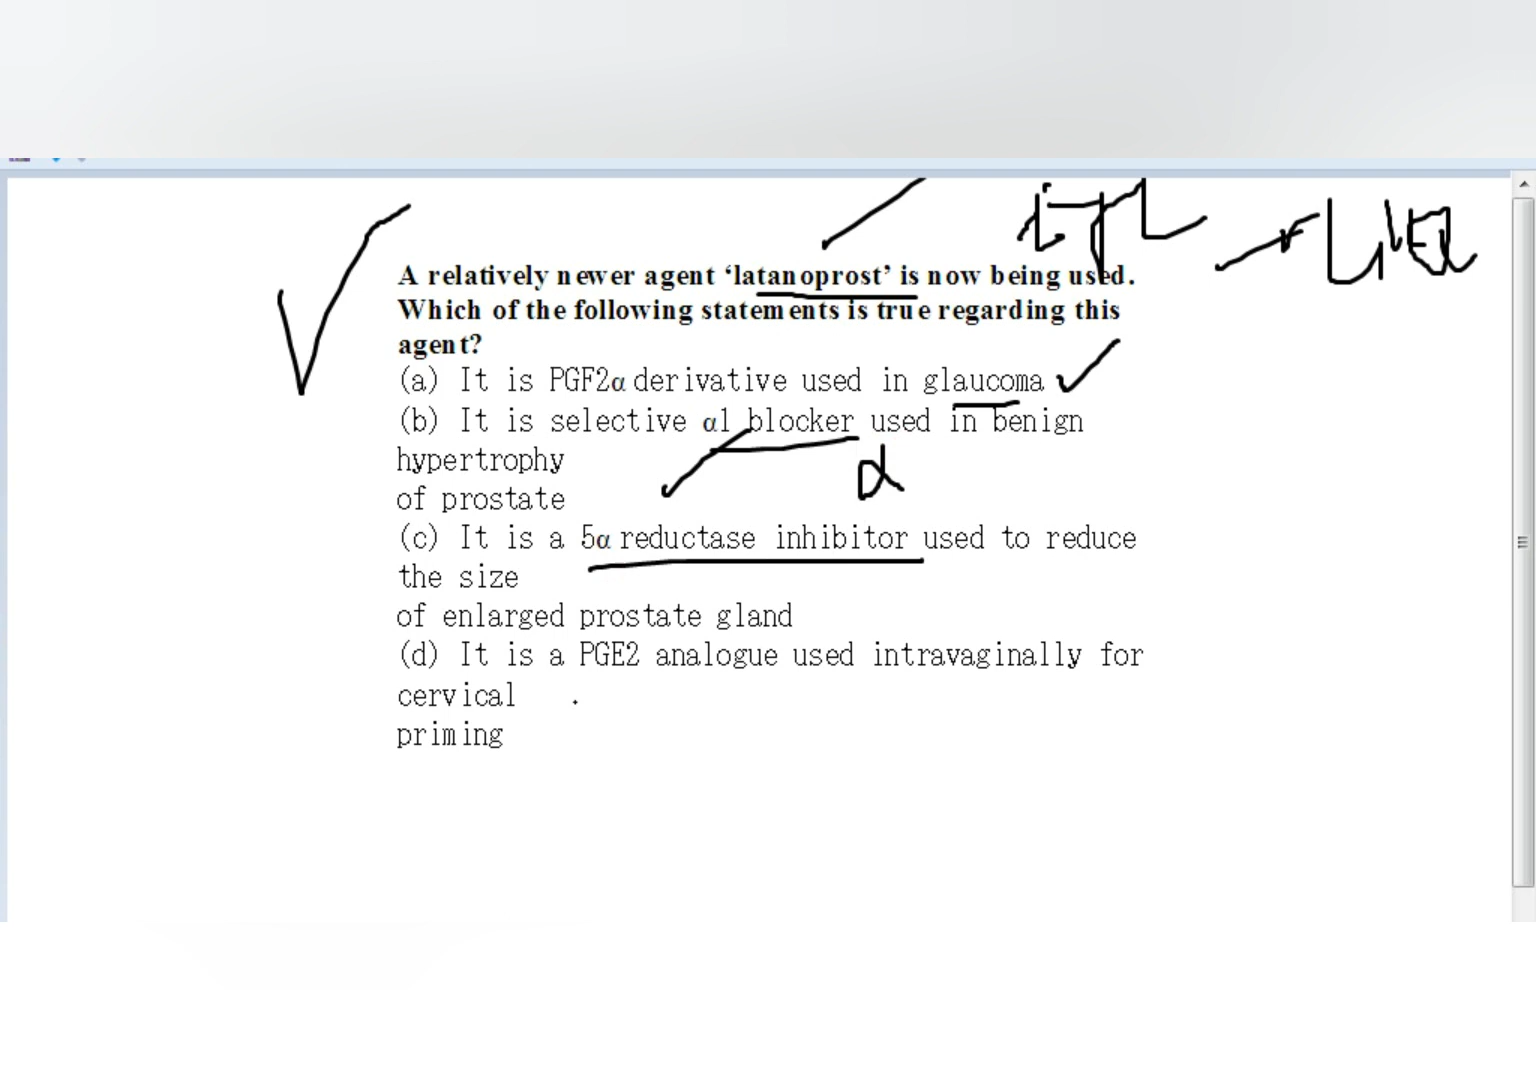 A relatively newer agent ‘latanoprost’ is now being used.
Which of the following statements is true regarding this
agent?
(a) It is PGF2α derivative used in glaucoma
(b) It is selective α1 blocker used in benign
hypertrophy
of prostate
α
(c) It is a 5α reductase inhibitor used to reduce
the size
of enlarged prostate gland
(d) It is a PGE2 analogue used intravaginally for
cervical
priming